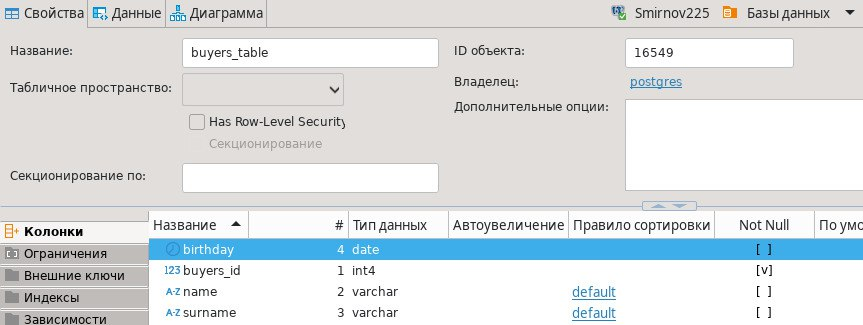 Свойства Данные Диаграмма Smirnov225 Базы данных
Название: buyers_table ID объекта: 16549
Владелец: postgres
Табличное пространство: Дополнительные опции:
Has Row-Level Security
Секционирование
Секционирование по:
Колонки Название # Тип данных Автоувеличение Правило сортировки Not Null По умо
birthday 4 date [ ]
Ограничения
123 buyers_id 1 int4 [v]
Внешние ключи
A-Z name 2 varchar default [ ]
Индексы
A-Z surname 3 varchar default [ ]
Зависимости